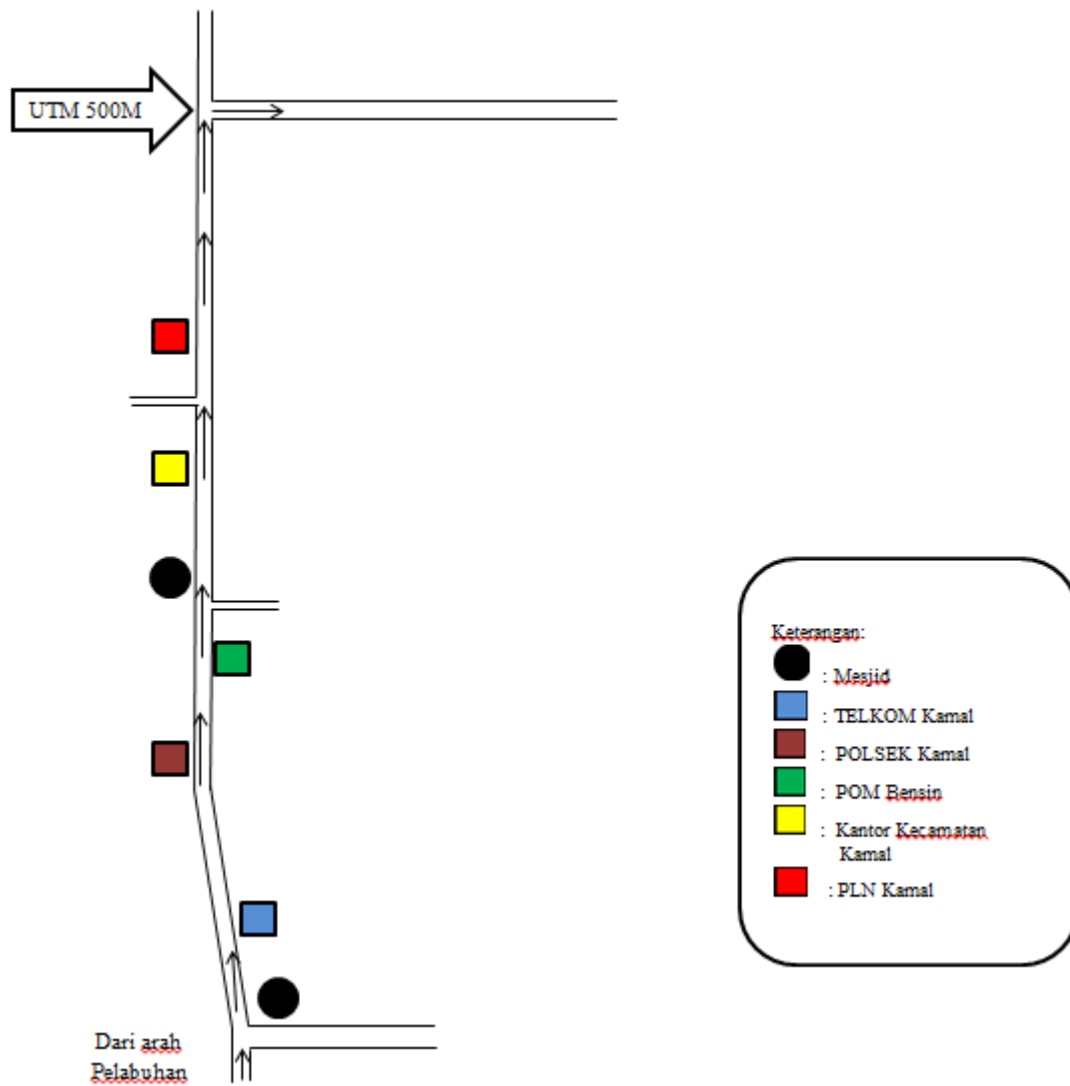 UTM 500M
Keterangan:
: Mesjid
: TELKOM Kamal
: POLSEK Kamal
: POM Bensin
: Kantor Kecamatan
Kamal
: PLN Kamal
Dari arah
Pelabuhan